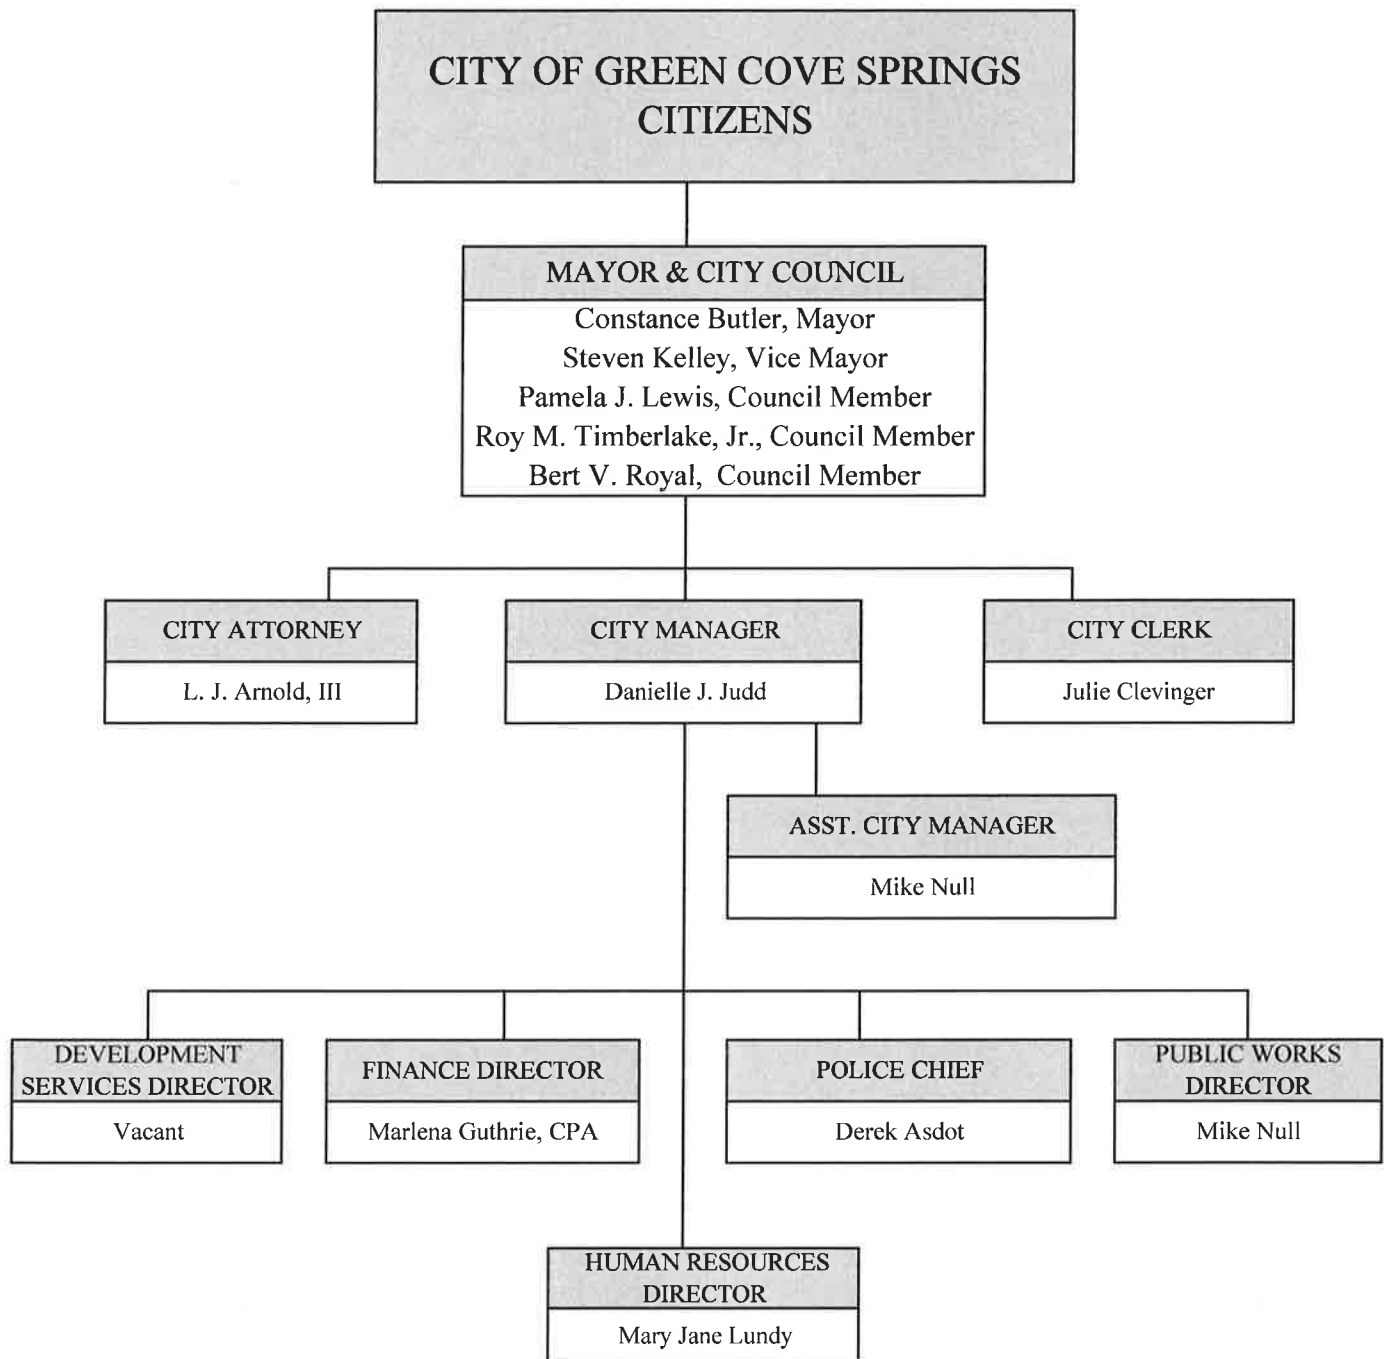 CITY OF GREEN COVE SPRINGS
CITIZENS
MAYOR & CITY COUNCIL
Constance Butler, Mayor
Steven Kelley, Vice Mayor
Pamela J. Lewis, Council Member
Roy M. Timberlake, Jr., Council Member
Bert V. Royal, Council Member
CITY ATTORNEY
L. J. Arnold, III
CITY MANAGER
Danielle J. Judd
CITY CLERK
Julie Clevinger
ASST. CITY MANAGER
Mike Null
DEVELOPMENT
SERVICES DIRECTOR
Vacant
FINANCE DIRECTOR
Marlena Guthrie, CPA
POLICE CHIEF
Derek Asdot
PUBLIC WORKS
DIRECTOR
Mike Null
HUMAN RESOURCES
DIRECTOR
Mary Jane Lundy